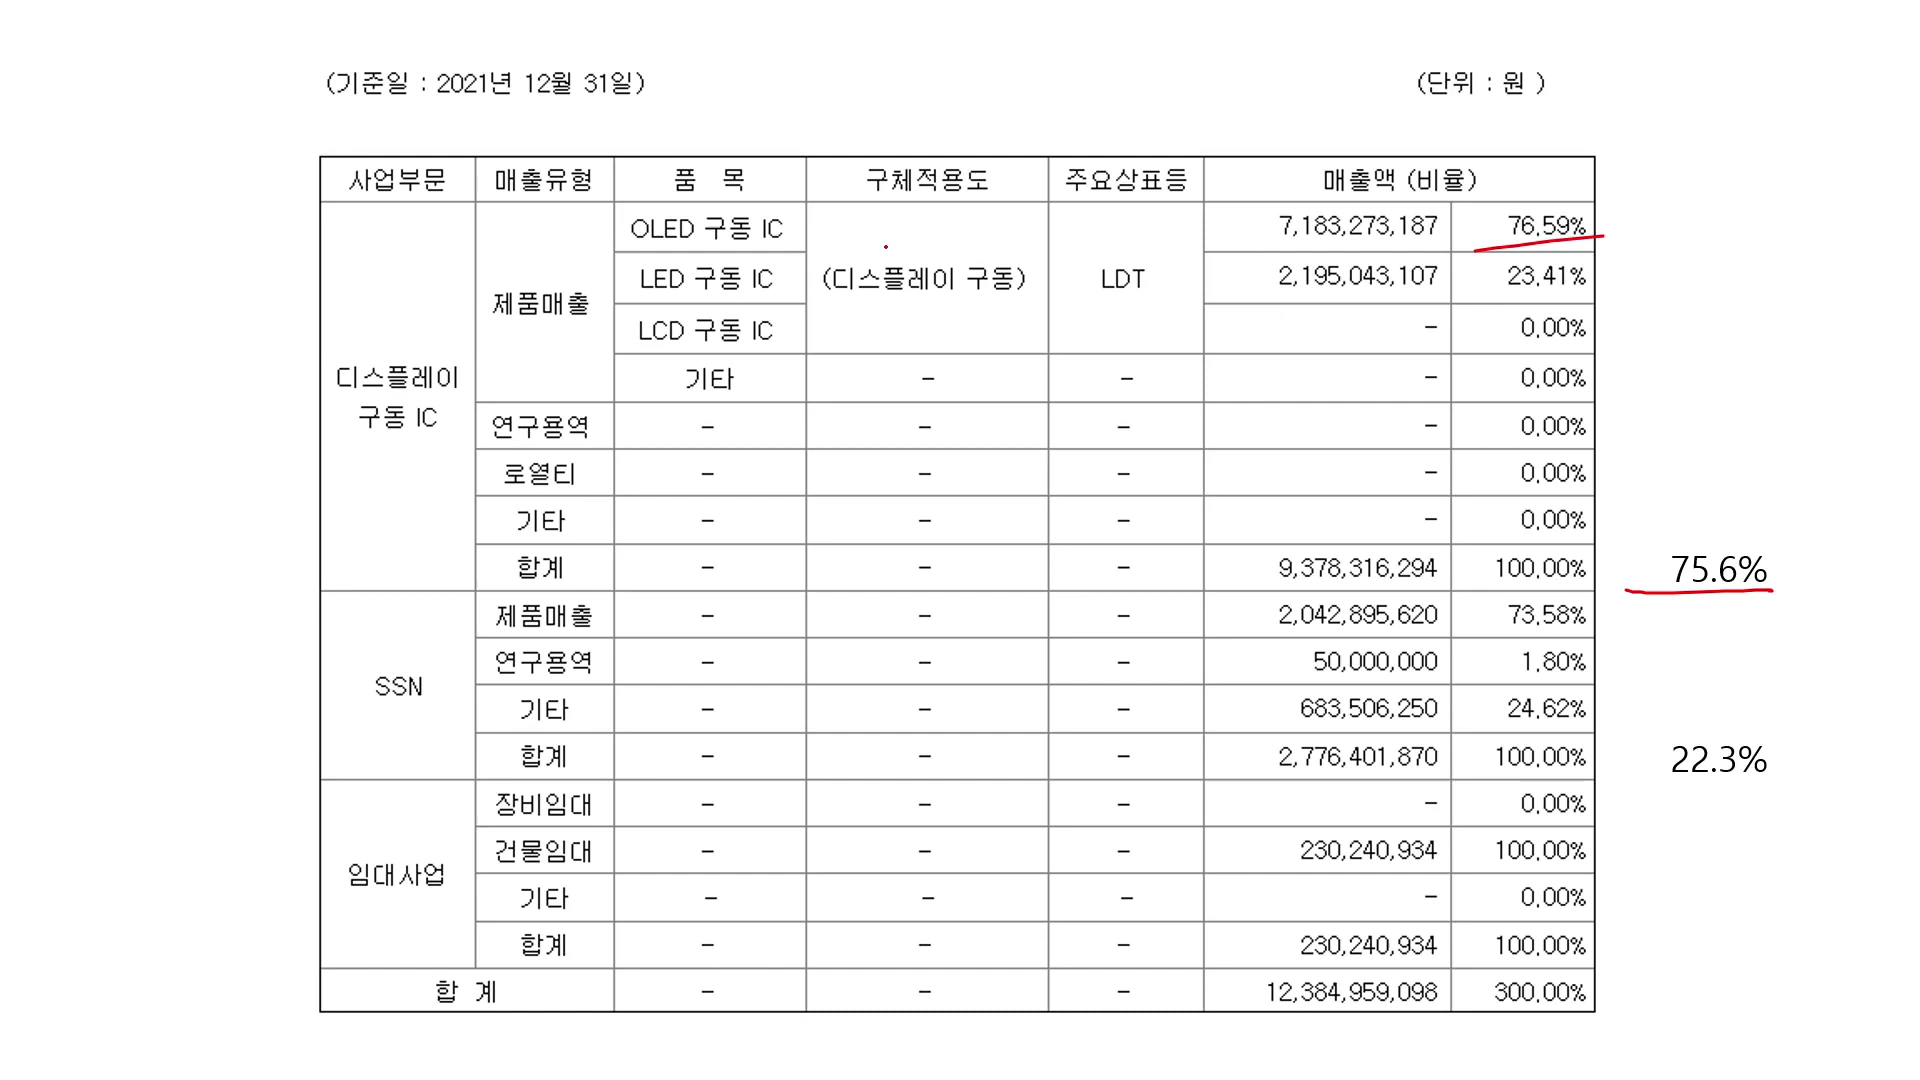 (기준일 : 2021년 12월 31일) (단위 : 원 )
사업부문 매출유형 품 목 구체적용도 주요상표등 매출액 (비율)
디스플레이 구동 IC 제품매출 OLED 구동 IC (디스플레이 구동) LDT 7,183,273,187 76.59%
LED 구동 IC 2,195,043,107 23.41%
LCD 구동 IC - 0.00%
기타 - - - 0.00%
연구용역 - - - - 0.00%
로열티 - - - - 0.00%
기타 - - - - 0.00%
합계 - - - 9,378,316,294 100.00% 75.6%
SSN 제품매출 - - - 2,042,895,620 73.58%
연구용역 - - - 50,000,000 1.80%
기타 - - - 683,506,250 24.62%
합계 - - - 2,776,401,870 100.00% 22.3%
임대사업 장비임대 - - - - 0.00%
건물임대 - - - 230,240,934 100.00%
기타 - - - - 0.00%
합계 - - - 230,240,934 100.00%
합 계 - - - 12,384,959,098 300.00%